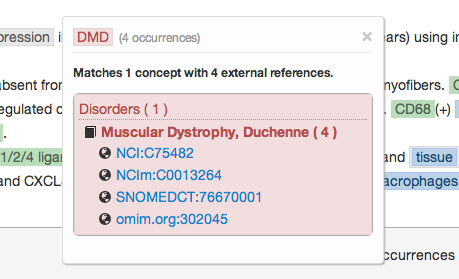 pression i DMD (4 occurrences) × ars) using in
Matches 1 concept with 4 external references.
absent from myofibers. C
Disorders ( 1 )
egulated c CD68 (+)
Muscular Dystrophy, Duchenne ( 4 )
.
NCI:C75482
1/2/4 liga and tissue
NCIm:C0013264
and CXCL acrophages
SNOMEDCT:76670001
omim.org:302045
ccurrences